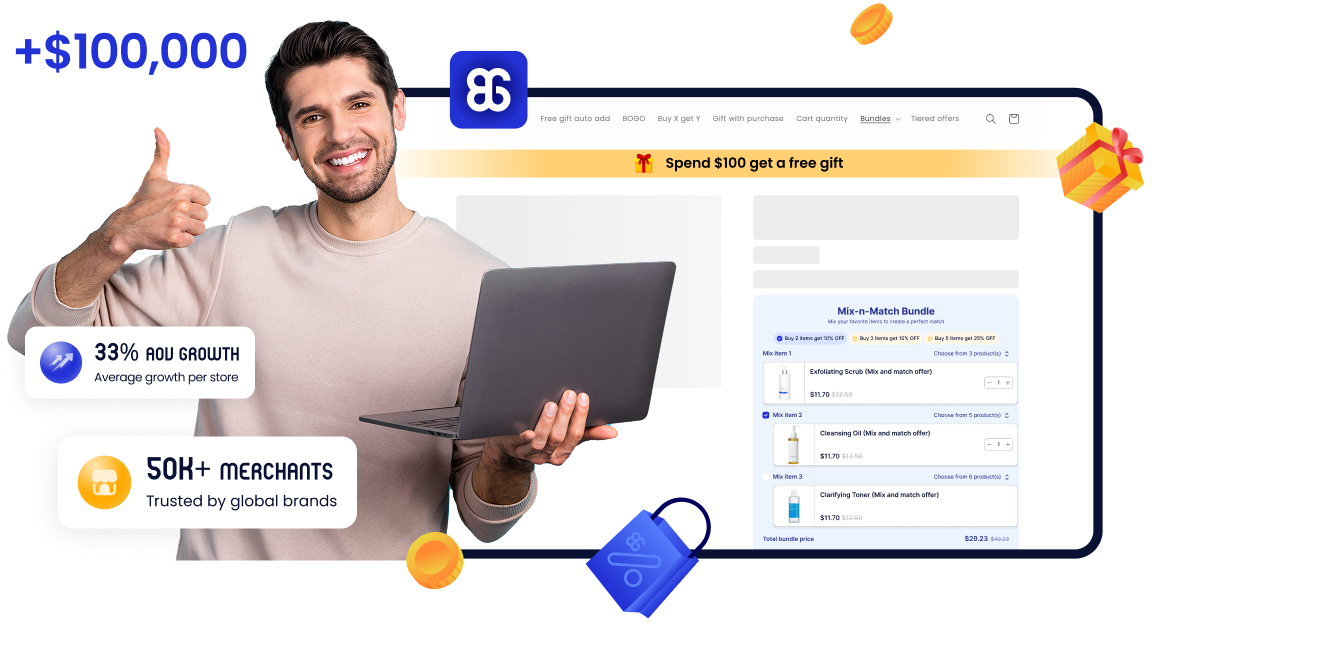 +$100,000
Free gift auto add BOGO Buy X get Y Gift with purchase Cart quantity Bundles Tiered offers
Spend $100 get a free gift
33% AOV GROWTH
Average growth per store
50K+ MERCHANTS
Trusted by global brands
Mix-n-Match Bundle
Mix your favorite items to create a perfect match
Buy 2 items get 10% OFF Buy 3 items get 15% OFF Buy 5 items get 25% OFF
Mix item 1 Choose from 3 product(s)
Exfoliating Scrub (Mix and match offer)
$11.70 $12.50
1
Mix item 2 Choose from 5 product(s)
Cleansing Oil (Mix and match offer)
$11.70 $12.50
1
Mix item 3 Choose from 6 product(s)
Clarifying Toner (Mix and match offer)
$11.70 $12.50
Total bundle price $29.23 $40.23